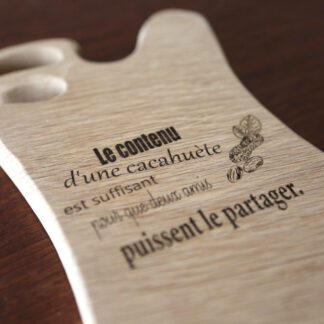 Le contenu
d'une cacahuète
est suffisant
pour que deux amis
puissent le partager.